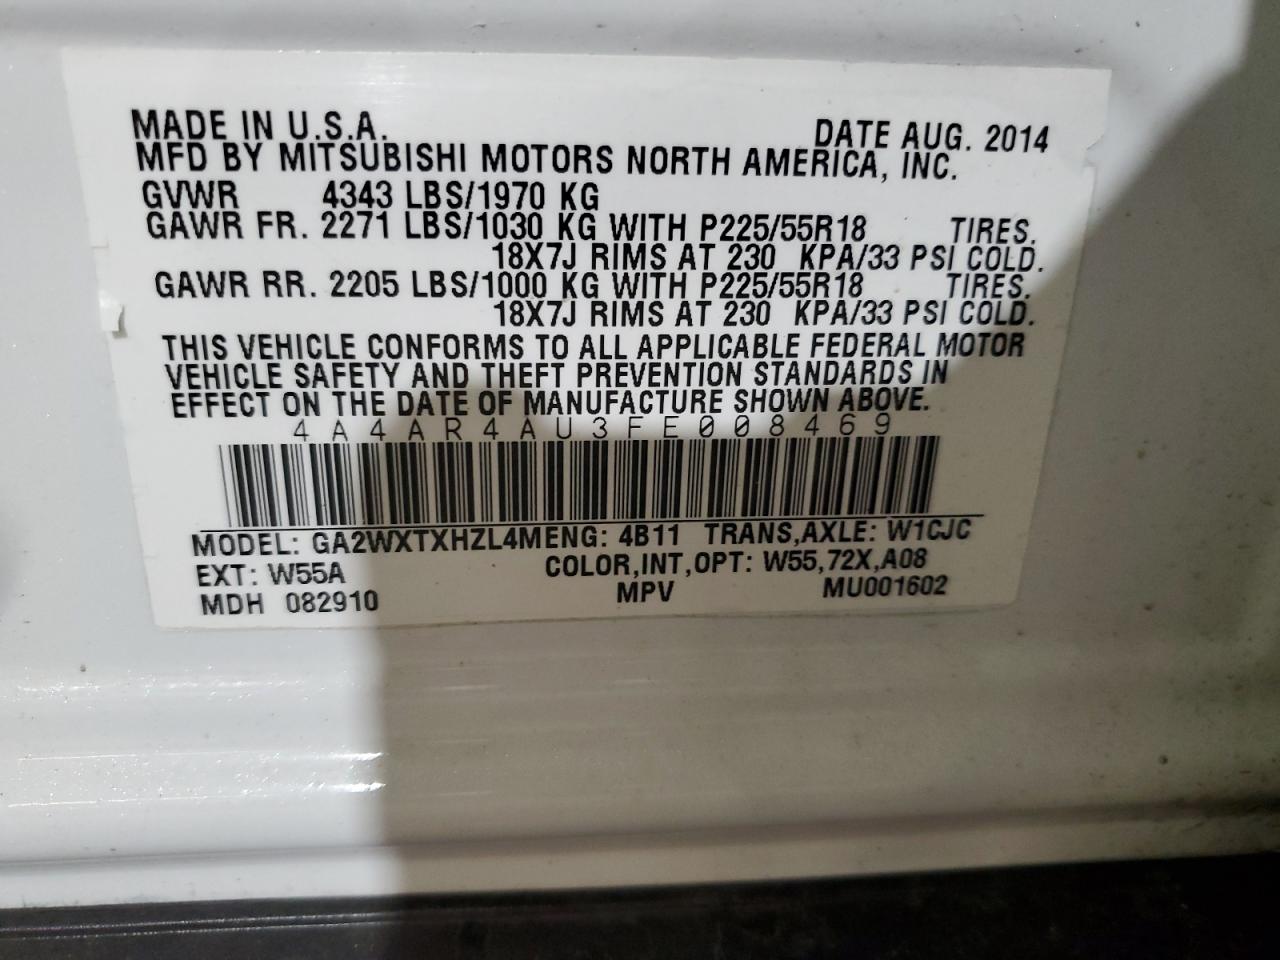 MADE IN U.S.A. DATE AUG. 2014
MFD BY MITSUBISHI MOTORS NORTH AMERICA, INC.
GVWR 4343 LBS/1970 KG
GAWR FR. 2271 LBS/1030 KG WITH P225/55R18 TIRES.
18X7J RIMS AT 230 KPA/33 PSI COLD.
GAWR RR. 2205 LBS/1000 KG WITH P225/55R18 TIRES.
18X7J RIMS AT 230 KPA/33 PSI COLD.
THIS VEHICLE CONFORMS TO ALL APPLICABLE FEDERAL MOTOR
VEHICLE SAFETY AND THEFT PREVENTION STANDARDS IN
EFFECT ON THE DATE OF MANUFACTURE SHOWN ABOVE.
4A4AR4AU3FE008469
MODEL: GA2WXTXHZL4MENG: 4B11 TRANS,AXLE: W1CJC
EXT: W55A COLOR,INT,OPT: W55,72X,A08
MDH 082910 MPV MU001602